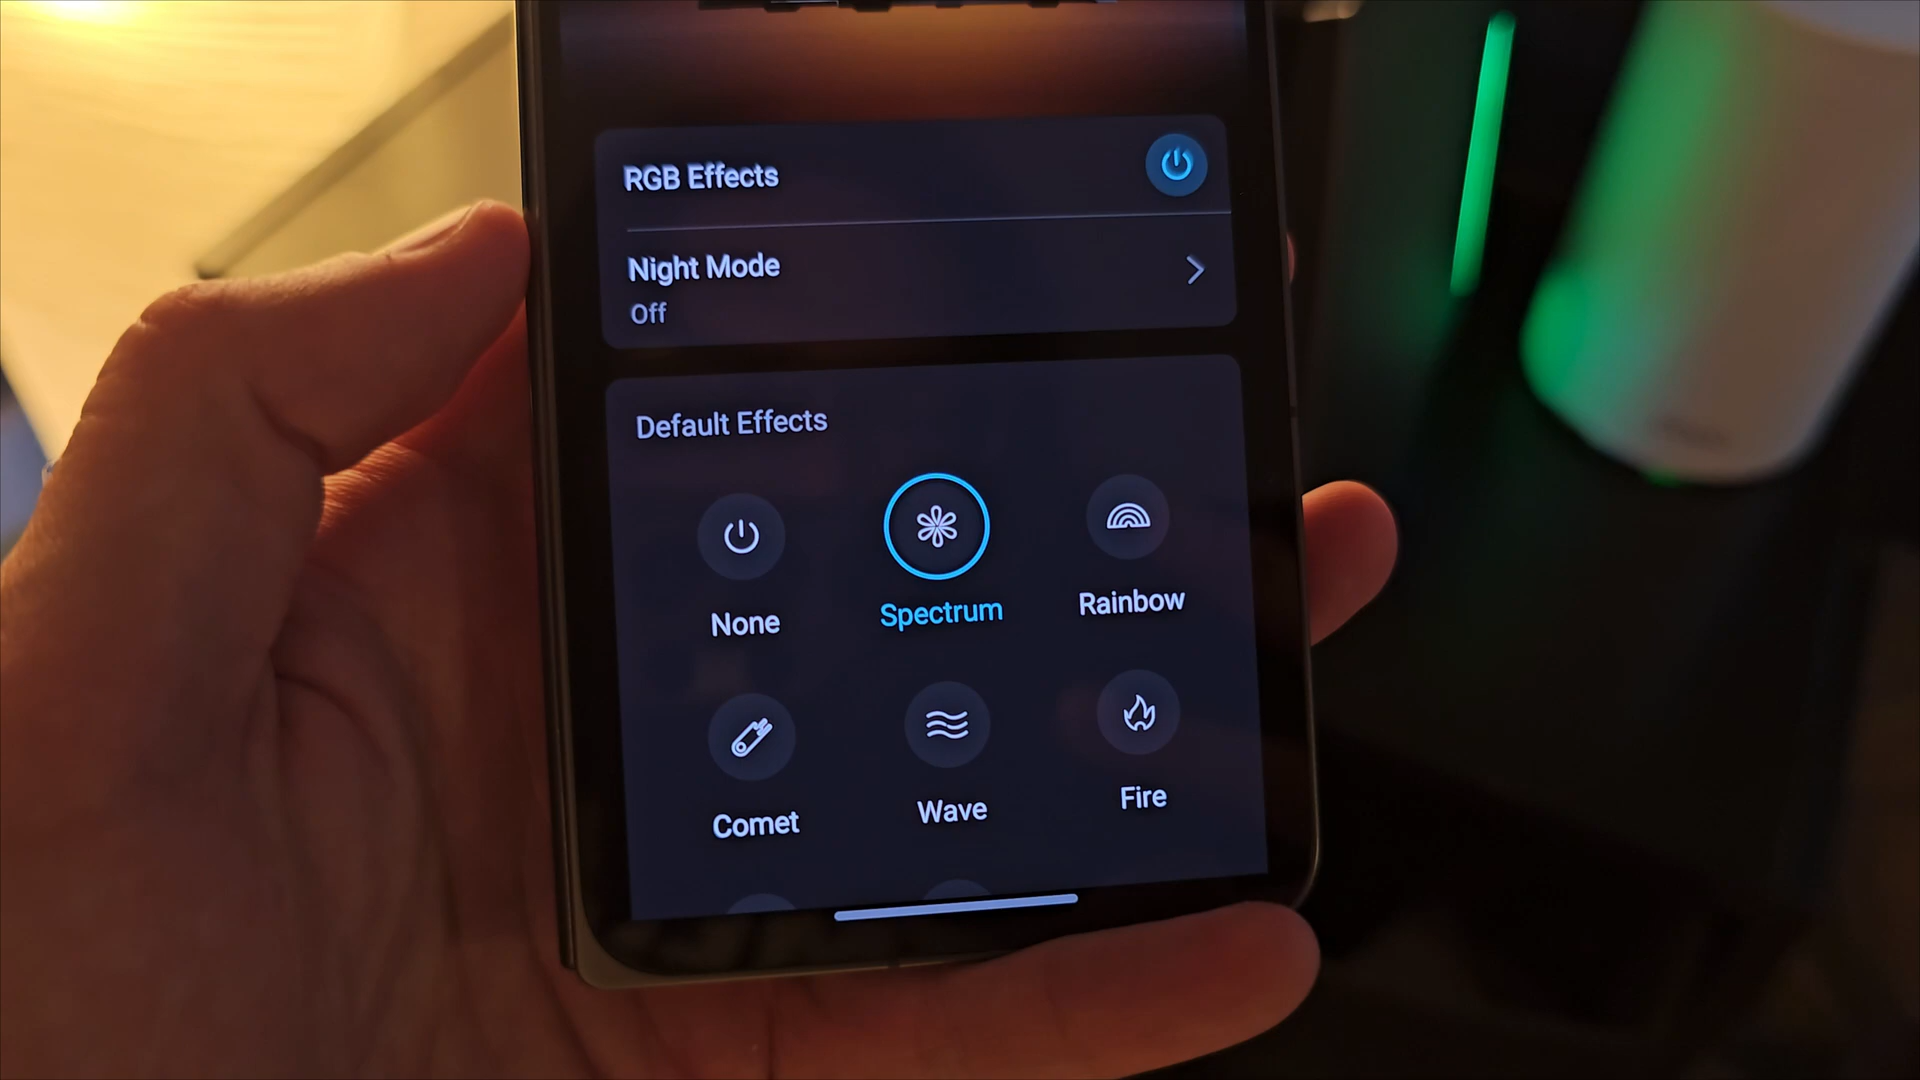 RGB Effects
Night Mode
Off
Default Effects
None
Spectrum
Rainbow
Comet
Wave
Fire